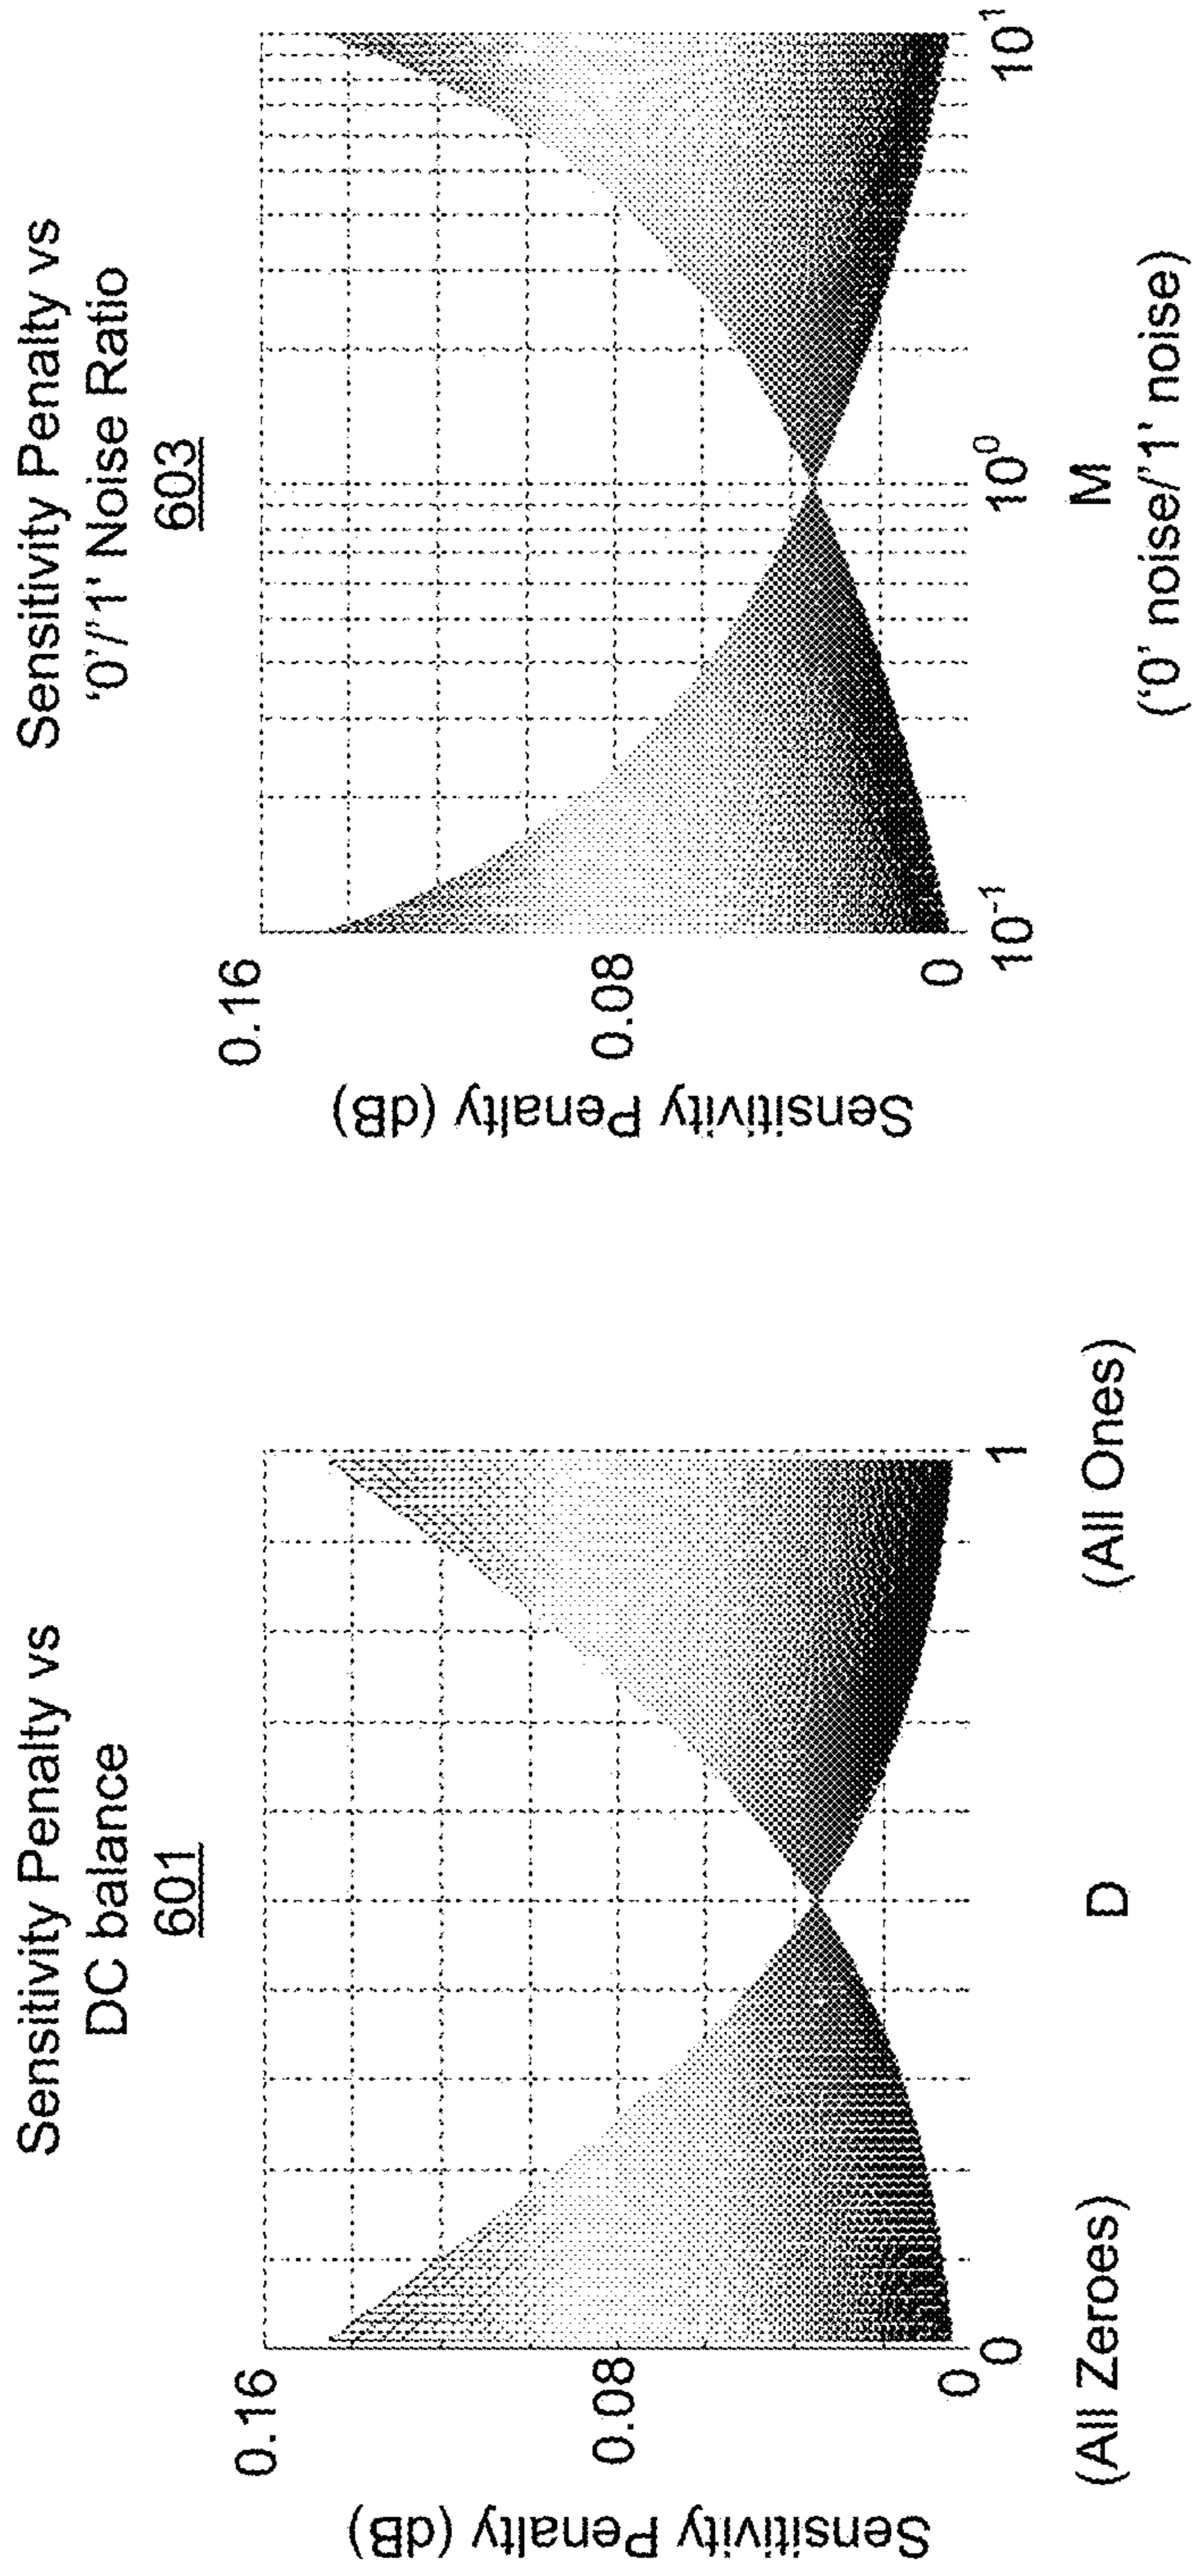 Sensitivity Penalty vs
DC balance
601
Sensitivity Penalty (dB)
0.16
0.08
0
0
1
(All Zeroes)
D
(All Ones)
Sensitivity Penalty vs
‘0’/’1' Noise Ratio
603
Sensitivity Penalty (dB)
0.16
0.08
0
10⁻¹
10⁰
10¹
M
(‘0’ noise/’1' noise)